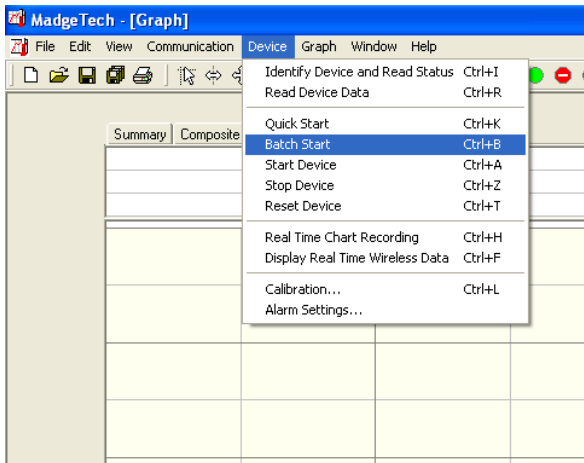 MadgeTech - [Graph]
File Edit View Communication Device Graph Window Help
Identify Device and Read Status Ctrl+I
Read Device Data Ctrl+R
Quick Start Ctrl+K
Summary Composite
Batch Start Ctrl+B
Start Device Ctrl+A
Stop Device Ctrl+Z
Reset Device Ctrl+T
Real Time Chart Recording Ctrl+H
Display Real Time Wireless Data Ctrl+F
Calibration... Ctrl+L
Alarm Settings...